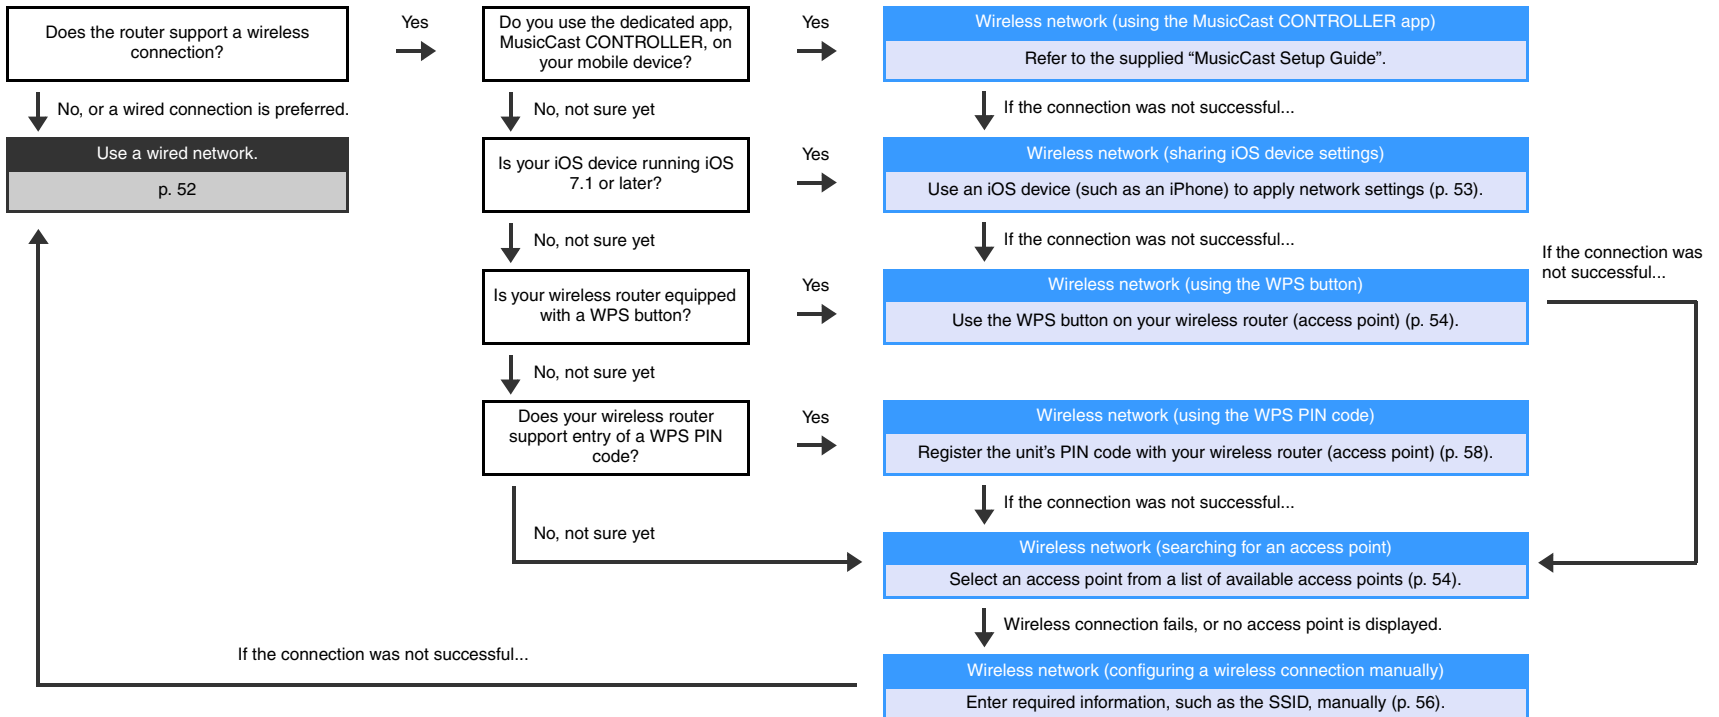 Does the router support a wireless
connection?
Yes
Do you use the dedicated app,
MusicCast CONTROLLER, on
your mobile device?
Yes
Wireless network (using the MusicCast CONTROLLER app)
Refer to the supplied “MusicCast Setup Guide”.
No, or a wired connection is preferred.
No, not sure yet
If the connection was not successful...
Use a wired network.
p. 52
Is your iOS device running iOS
7.1 or later?
Yes
Wireless network (sharing iOS device settings)
Use an iOS device (such as an iPhone) to apply network settings (p. 53).
No, not sure yet
If the connection was not successful...
If the connection was
not successful...
Is your wireless router equipped
with a WPS button?
Yes
Wireless network (using the WPS button)
Use the WPS button on your wireless router (access point) (p. 54).
No, not sure yet
Does your wireless router
support entry of a WPS PIN
code?
Yes
Wireless network (using the WPS PIN code)
Register the unit’s PIN code with your wireless router (access point) (p. 58).
If the connection was not successful...
No, not sure yet
Wireless network (searching for an access point)
Select an access point from a list of available access points (p. 54).
Wireless connection fails, or no access point is displayed.
If the connection was not successful...
Wireless network (configuring a wireless connection manually)
Enter required information, such as the SSID, manually (p. 56).